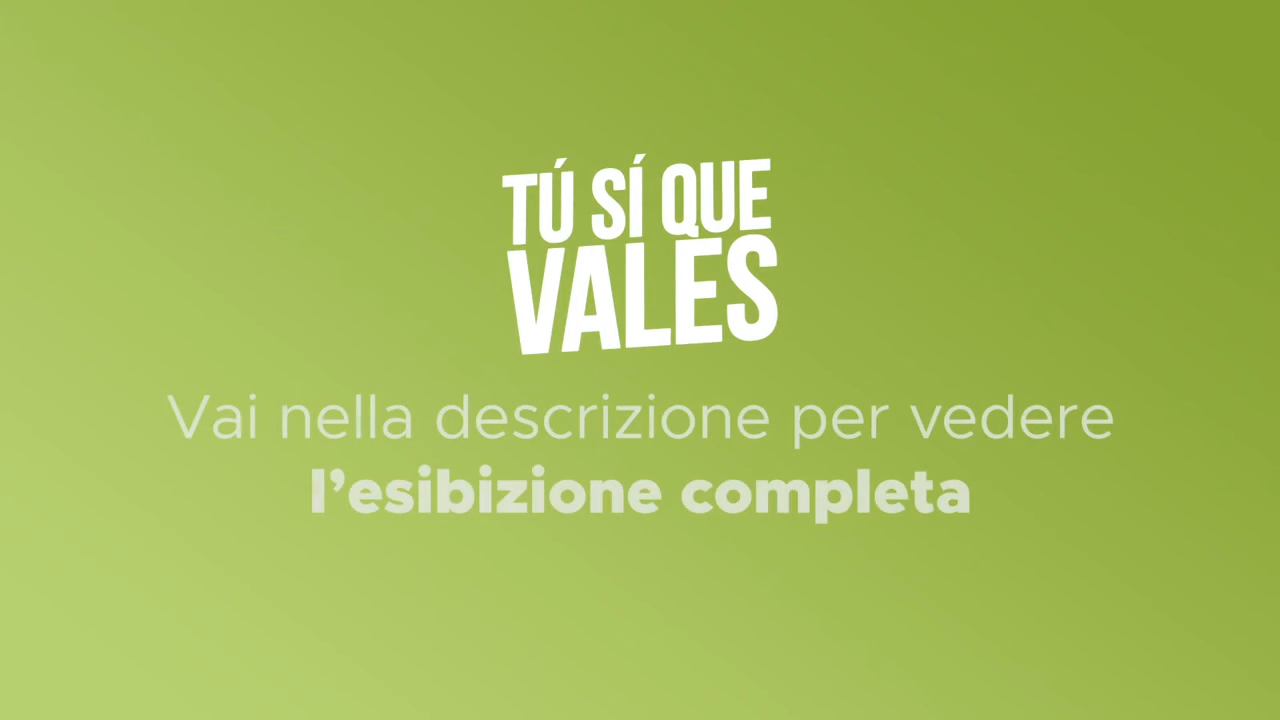 TÚ SÍ QUE
VALES
Vai nella descrizione per vedere
l’esibizione completa